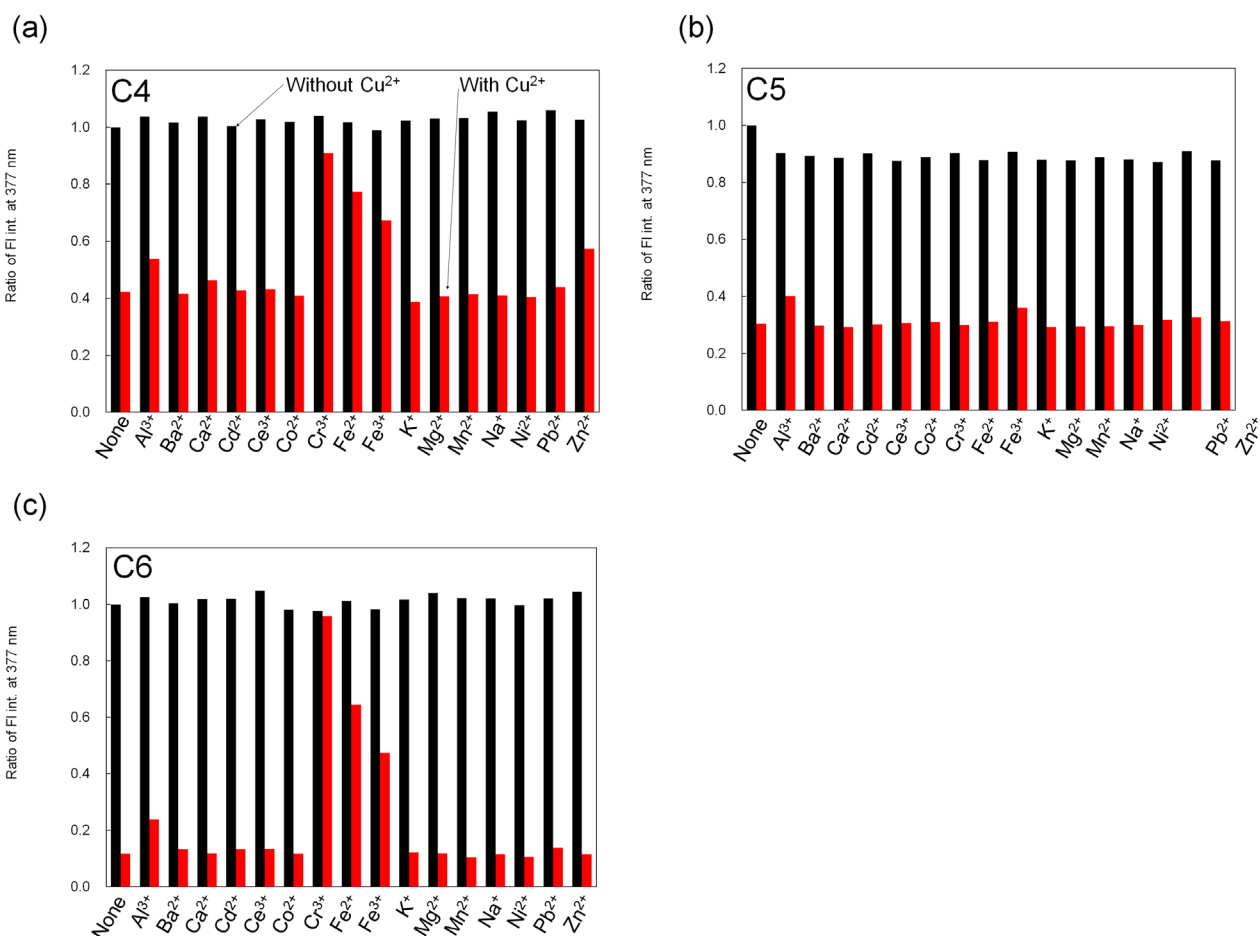 (a)
C4
Without Cu²⁺
With Cu²⁺
Ratio of Fl int. at 377 nm
1.2
1.0
0.8
0.6
0.4
0.2
0.0
None Al³⁺ Ba²⁺ Ca²⁺ Cd²⁺ Ce³⁺ Co²⁺ Cr³⁺ Fe²⁺ Fe³⁺ K⁺ Mg²⁺ Mn²⁺ Na⁺ Ni²⁺ Pb²⁺ Zn²⁺
(b)
C5
Ratio of Fl int. at 377 nm
1.2
1.0
0.8
0.6
0.4
0.2
0.0
None Al³⁺ Ba²⁺ Ca²⁺ Cd²⁺ Ce³⁺ Co²⁺ Cr³⁺ Fe²⁺ Fe³⁺ K⁺ Mg²⁺ Mn²⁺ Na⁺ Ni²⁺ Pb²⁺ Zn²⁺
(c)
C6
Ratio of Fl int. at 377 nm
1.2
1.0
0.8
0.6
0.4
0.2
0.0
None Al³⁺ Ba²⁺ Ca²⁺ Cd²⁺ Ce³⁺ Co²⁺ Cr³⁺ Fe²⁺ Fe³⁺ K⁺ Mg²⁺ Mn²⁺ Na⁺ Ni²⁺ Pb²⁺ Zn²⁺